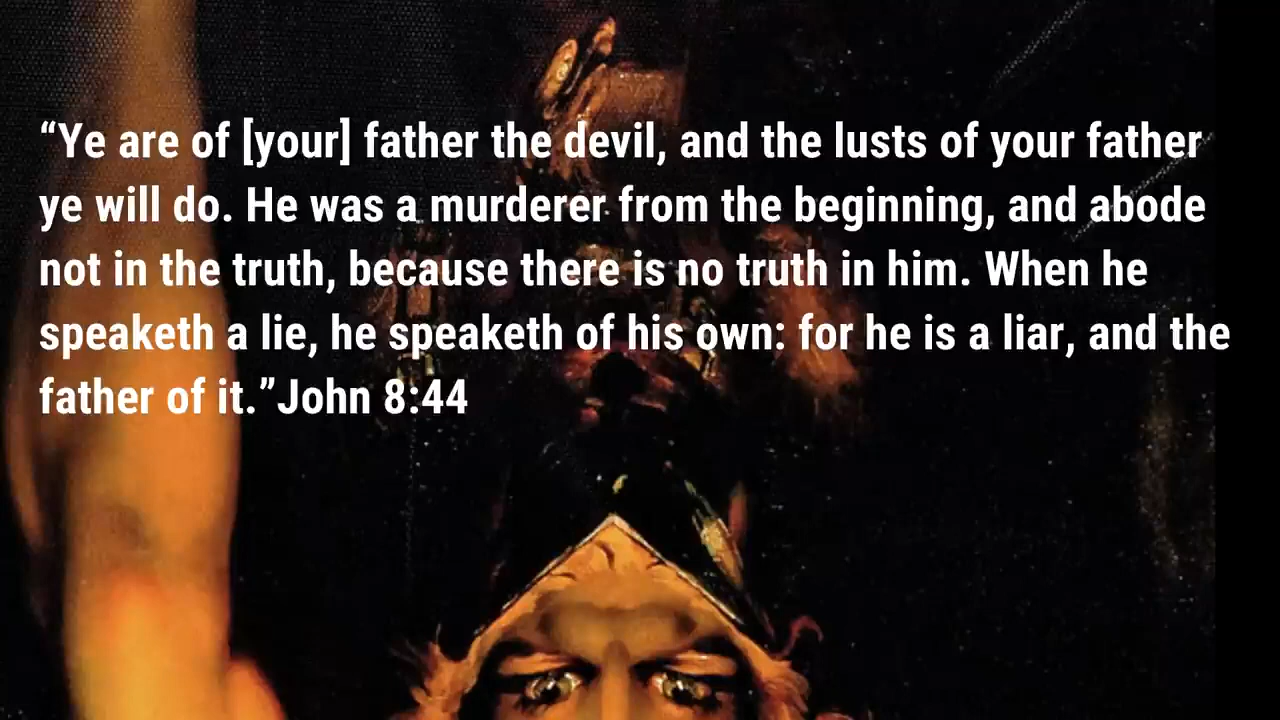 “Ye are of [your] father the devil, and the lusts of your father
ye will do. He was a murderer from the beginning, and abode
not in the truth, because there is no truth in him. When he
speaketh a lie, he speaketh of his own: for he is a liar, and the
father of it.”John 8:44